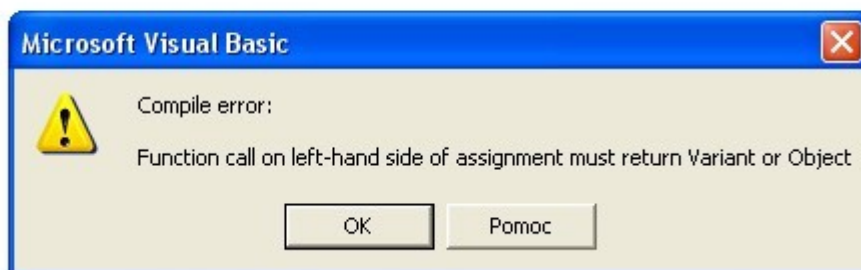 Microsoft Visual Basic
Compile error:
Function call on left-hand side of assignment must return Variant or Object
OK
Pomoc